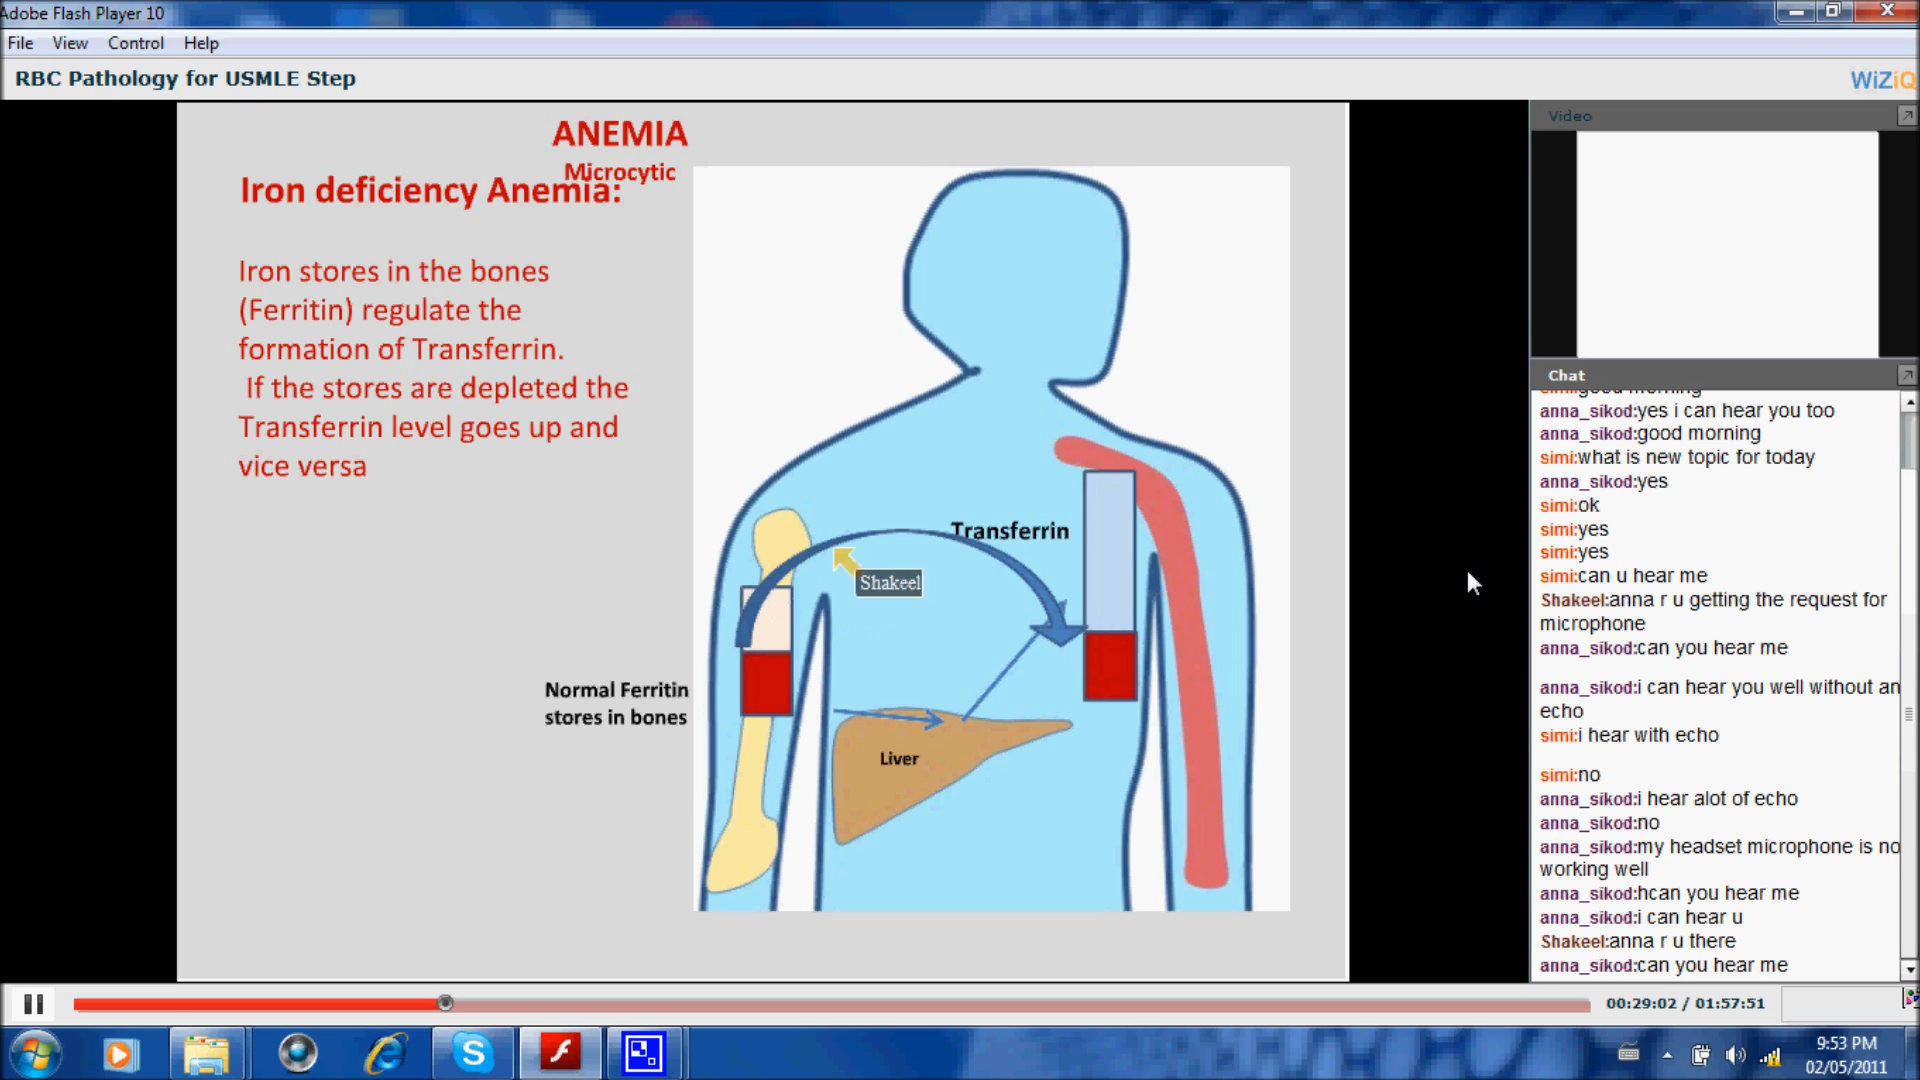 Adobe Flash Player 10
File View Control Help
RBC Pathology for USMLE Step
WiZiQ
ANEMIA
Microcytic
Iron deficiency Anemia:
Iron stores in the bones
(Ferritin) regulate the
formation of Transferrin.
If the stores are depleted the
Transferrin level goes up and
vice versa
Transferrin
Shakeel
Normal Ferritin
stores in bones
Liver
Video
Chat
simi:good morning
anna_sikod:yes i can hear you too
anna_sikod:good morning
simi:what is new topic for today
anna_sikod:yes
simi:ok
simi:yes
simi:yes
simi:can u hear me
Shakeel:anna r u getting the request for
microphone
anna_sikod:can you hear me
anna_sikod:i can hear you well without an
echo
simi:i hear with echo
simi:no
anna_sikod:i hear alot of echo
anna_sikod:no
anna_sikod:my headset microphone is no
working well
anna_sikod:hcan you hear me
anna_sikod:i can hear u
Shakeel:anna r u there
anna_sikod:can you hear me
00:29:02 / 01:57:51
9:53 PM
02/05/2011